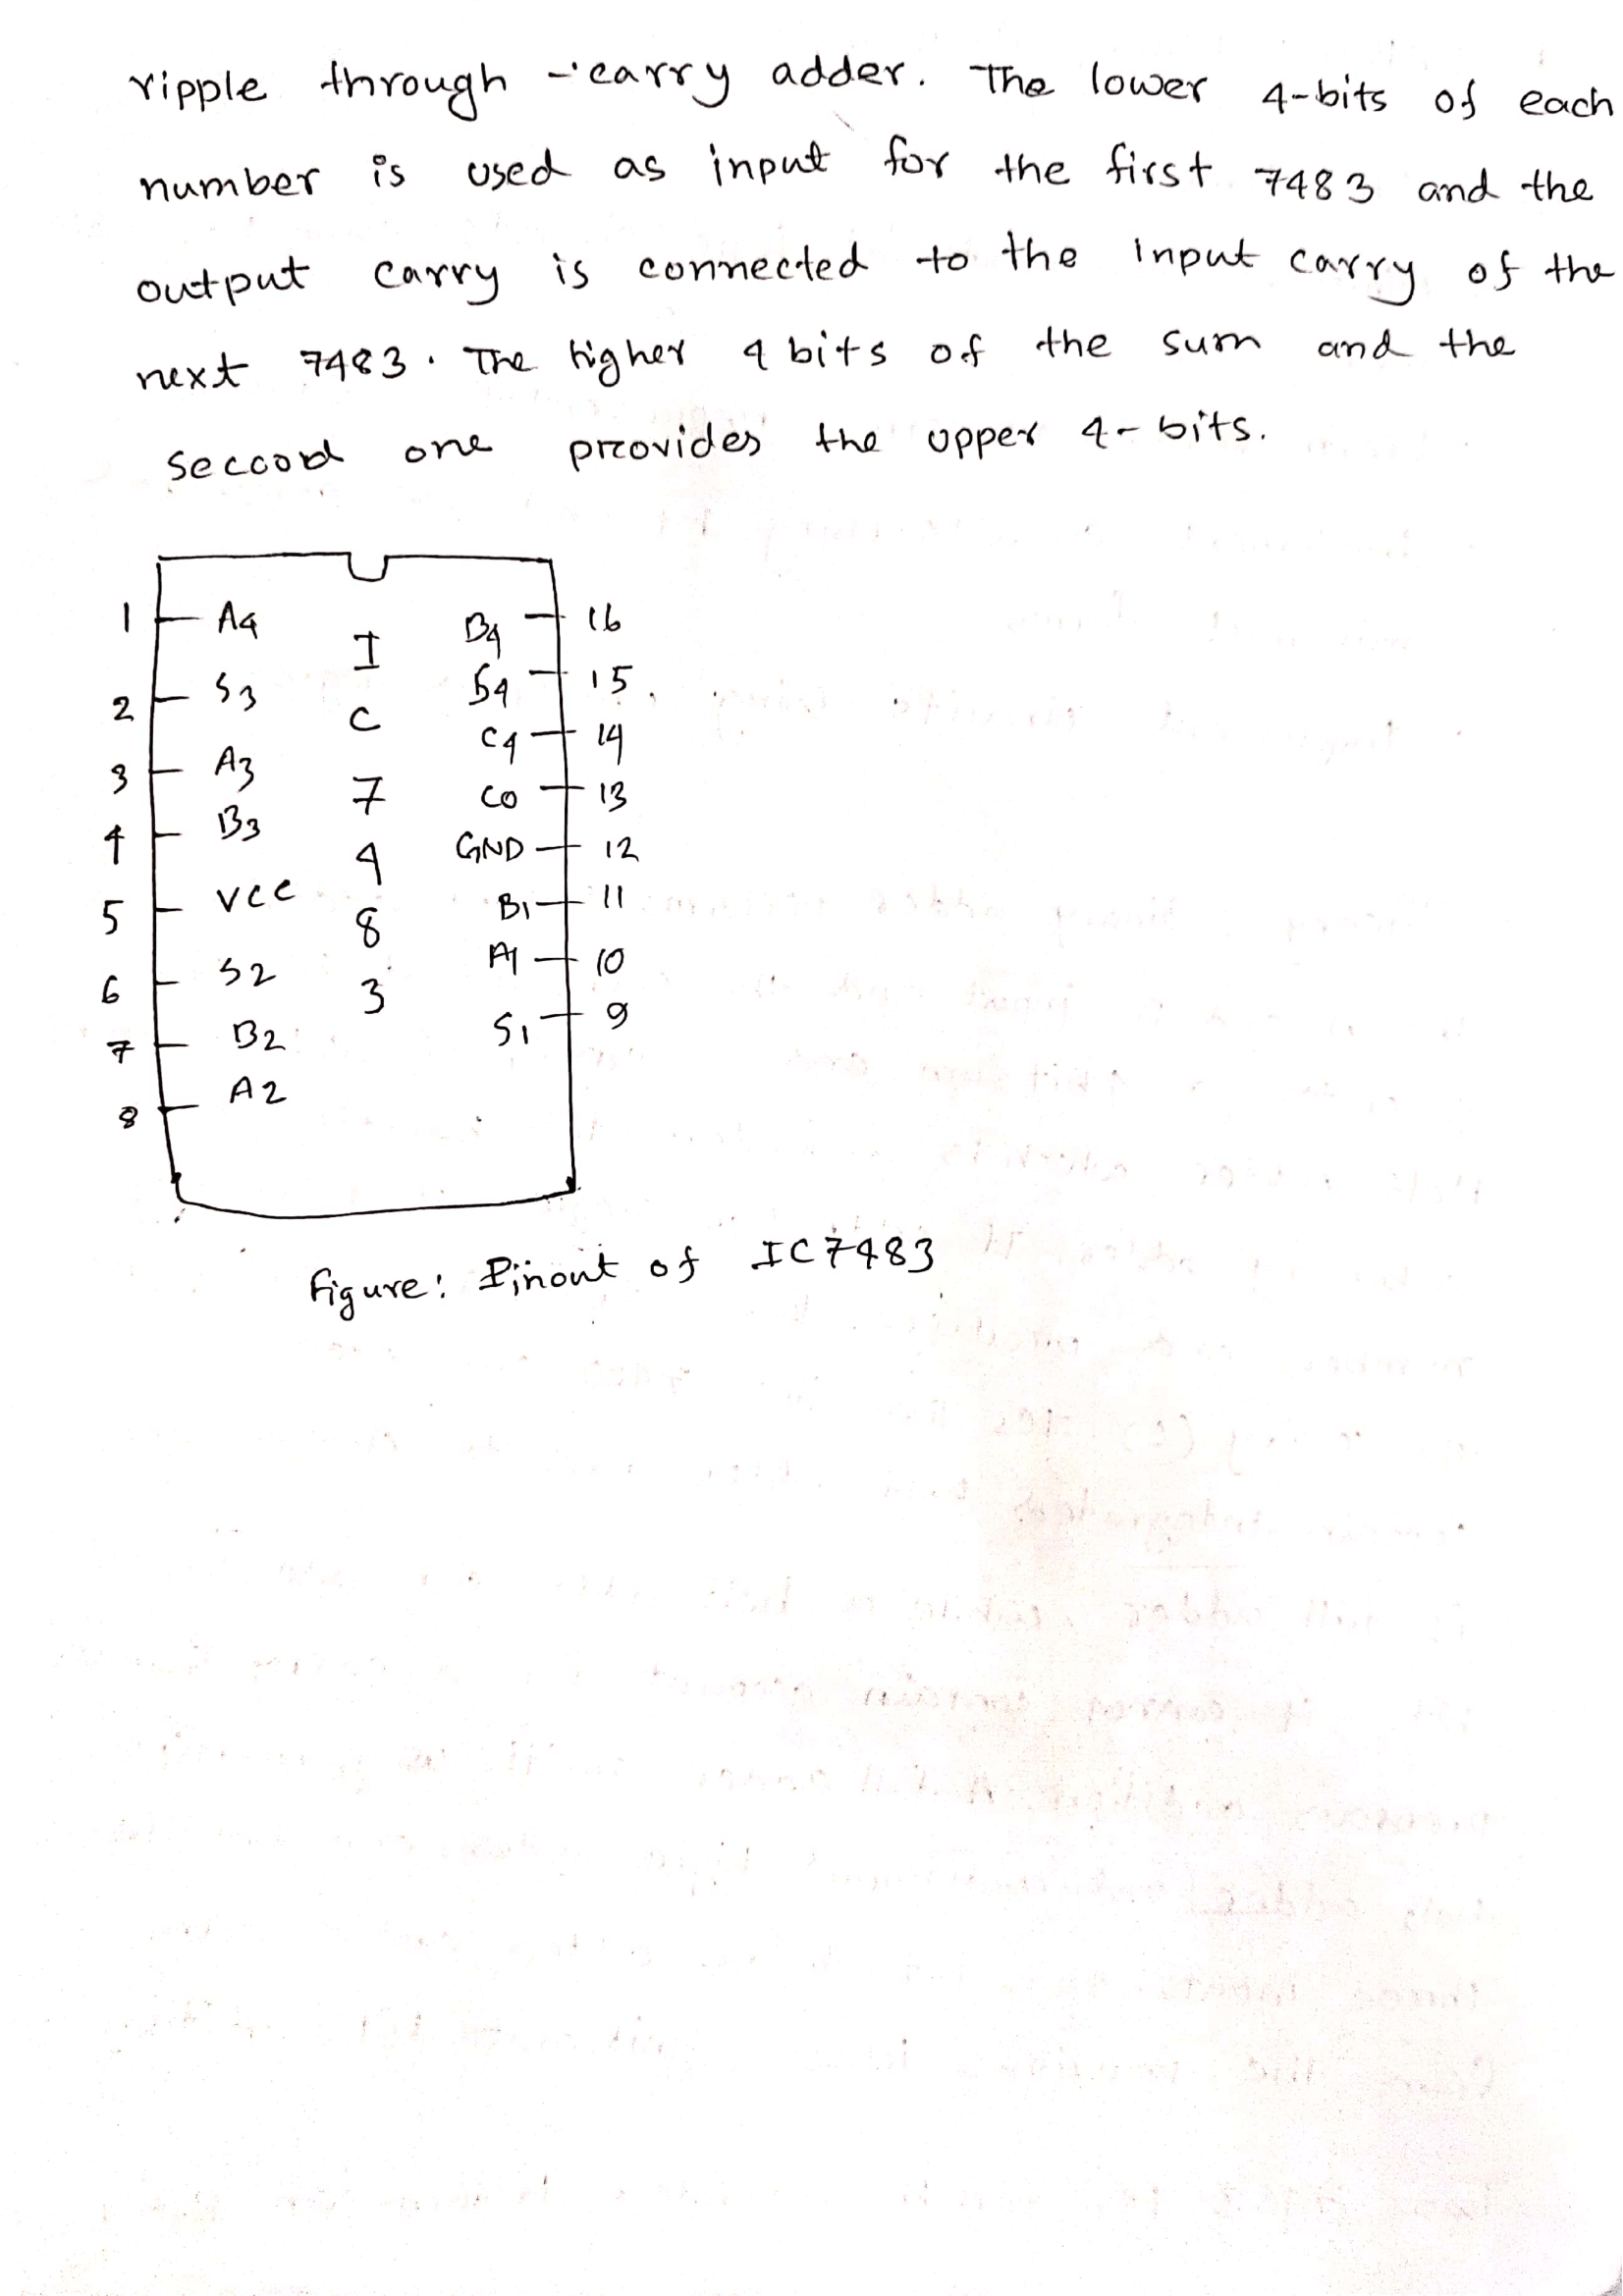 ripple through - carry adder. The lower 4-bits of each
number is used as input for the first 7483 and the
output carry is connected to the input carry of the
next 7483. The higher 4 bits of the sum and the
seccood one provides the upper 4-bits.
1 A4 I B4 16
2 S3 C S4 15
3 A3 7 C4 14
4 B3 4 C0 13
5 VCC 8 GND 12
6 S2 3 B1 11
7 B2 A1 10
8 A2 S1 9
figure: Pinout of IC7483